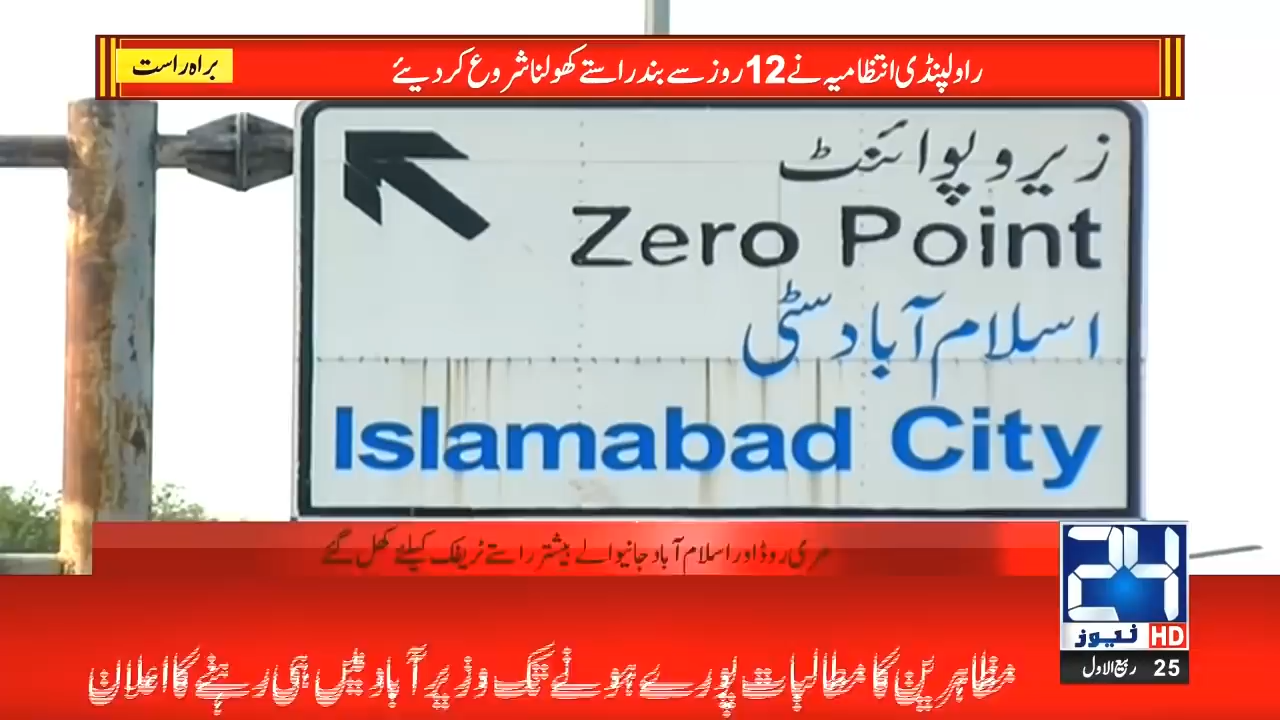 براہ راست
راولپنڈی انتظامیہ نے 12 روز سے بند راستے کھولنا شروع کر دیئے
زیرو پوائنٹ
Zero Point
اسلام آباد سٹی
Islamabad City
مری روڈ اور اسلام آباد جانیوالے بیشتر راستے ٹریفک کیلئے کھل گئے
24
نیوز HD
25 ربیع الاول
مظاہرین کا مطالبات پورے ہونے تک وزیر آباد میں ہی رہنے کا اعلان